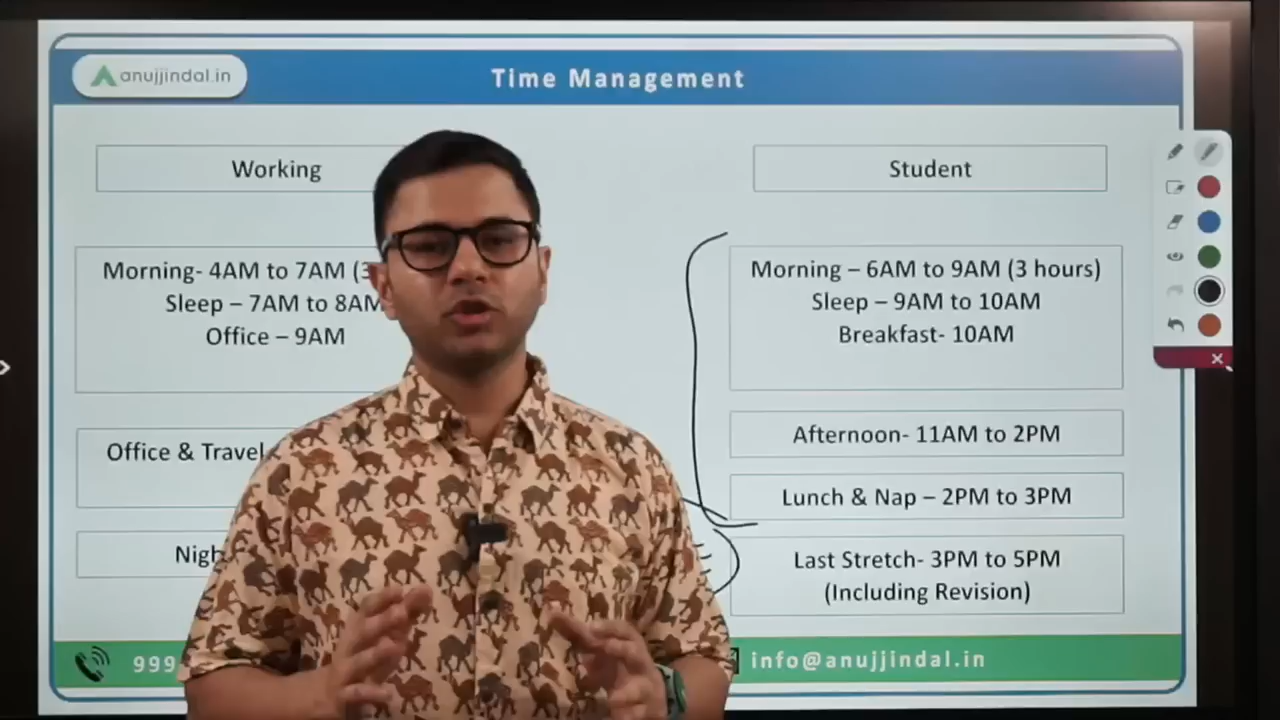 anujjindal.in
Time Management
Working
Morning- 4AM to 7AM (3
Sleep – 7AM to 8AM
Office – 9AM
Office & Travel
Student
Morning – 6AM to 9AM (3 hours)
Sleep – 9AM to 10AM
Breakfast- 10AM
Afternoon- 11AM to 2PM
Lunch & Nap – 2PM to 3PM
Last Stretch- 3PM to 5PM
(Including Revision)
999
info@anujjindal.in